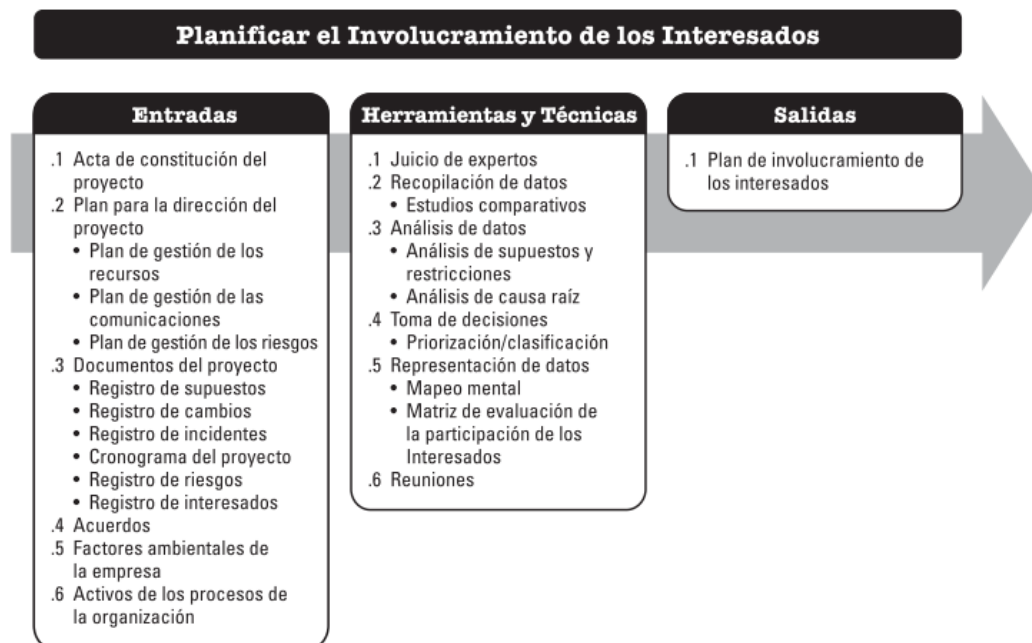 Planificar el Involucramiento de los Interesados
Entradas
.1 Acta de constitución del
proyecto
.2 Plan para la dirección del
proyecto
• Plan de gestión de los
recursos
• Plan de gestión de las
comunicaciones
• Plan de gestión de los riesgos
.3 Documentos del proyecto
• Registro de supuestos
• Registro de cambios
• Registro de incidentes
• Cronograma del proyecto
• Registro de riesgos
• Registro de interesados
.4 Acuerdos
.5 Factores ambientales de
la empresa
.6 Activos de los procesos de
la organización
Herramientas y Técnicas
.1 Juicio de expertos
.2 Recopilación de datos
• Estudios comparativos
.3 Análisis de datos
• Análisis de supuestos y
restricciones
• Análisis de causa raíz
.4 Toma de decisiones
• Priorización/clasificación
.5 Representación de datos
• Mapeo mental
• Matriz de evaluación de
la participación de los
Interesados
.6 Reuniones
Salidas
.1 Plan de involucramiento de
los interesados